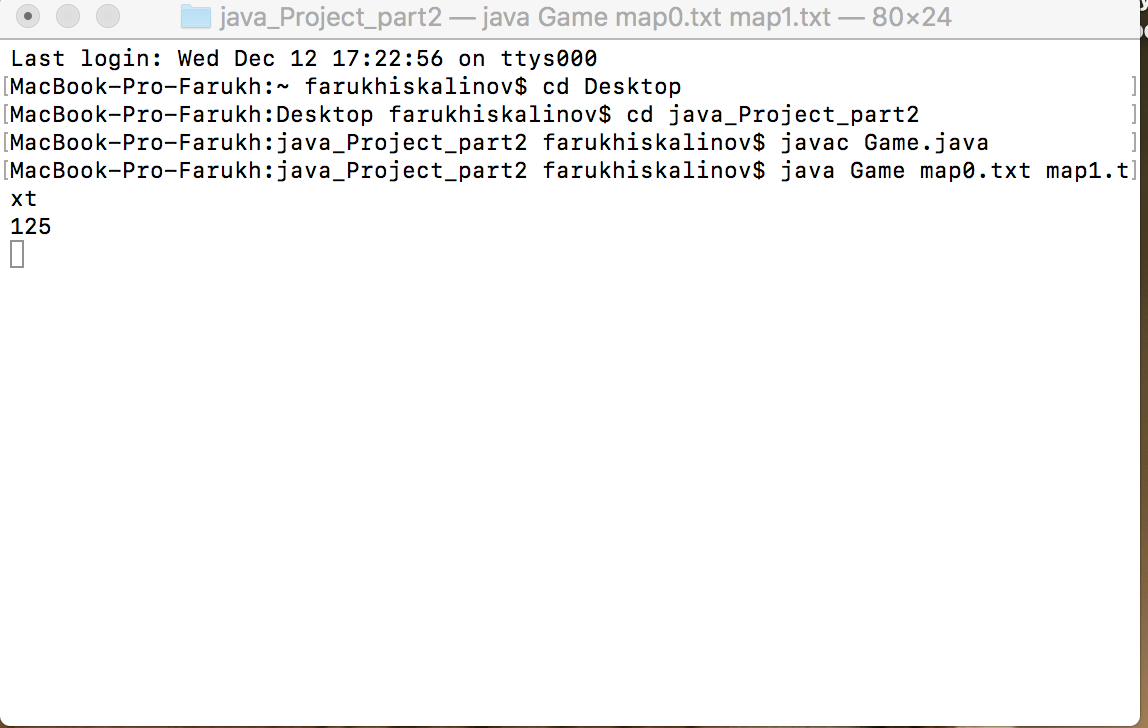 java_Project_part2 — java Game map0.txt map1.txt — 80×24
Last login: Wed Dec 12 17:22:56 on ttys000
[MacBook-Pro-Farukh:~ farukhiskalinov$ cd Desktop ]
[MacBook-Pro-Farukh:Desktop farukhiskalinov$ cd java_Project_part2 ]
[MacBook-Pro-Farukh:java_Project_part2 farukhiskalinov$ javac Game.java ]
[MacBook-Pro-Farukh:java_Project_part2 farukhiskalinov$ java Game map0.txt map1.t]
xt
125